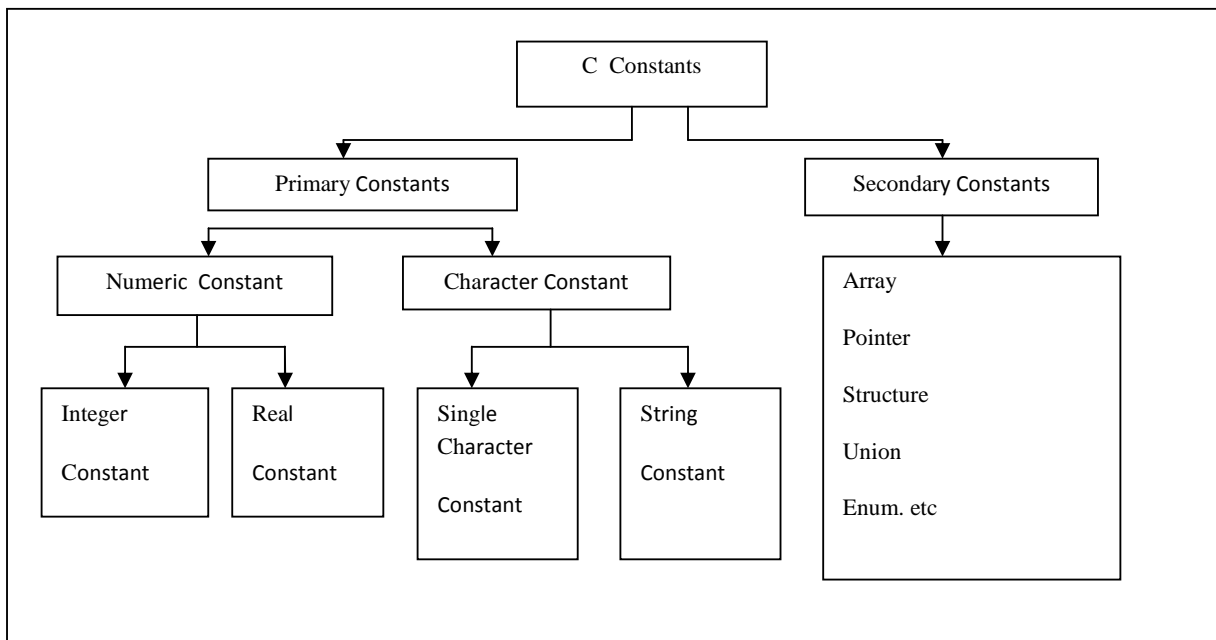 C Constants
Primary Constants
Secondary Constants
Numeric Constant
Character Constant
Array
Pointer
Structure
Union
Enum. etc
Integer
Constant
Real
Constant
Single
Character
Constant
String
Constant